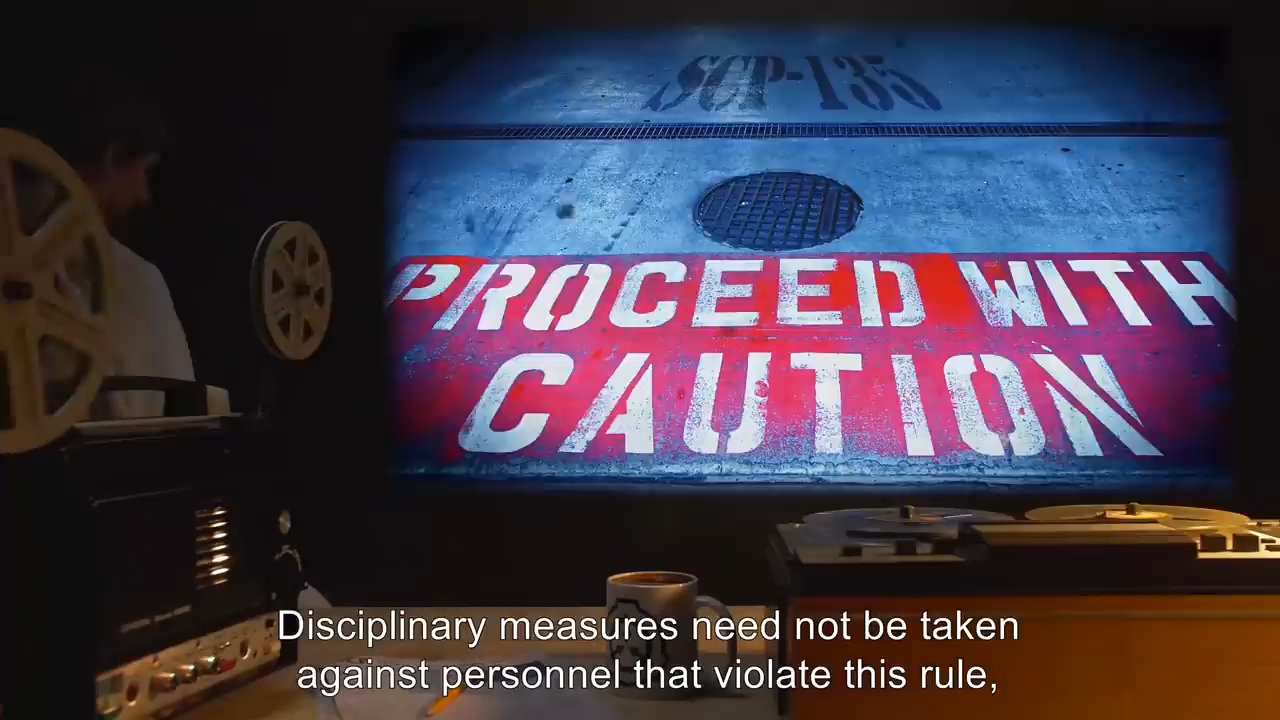 SCP-135
PROCEED WITH
CAUTION
Disciplinary measures need not be taken
against personnel that violate this rule,